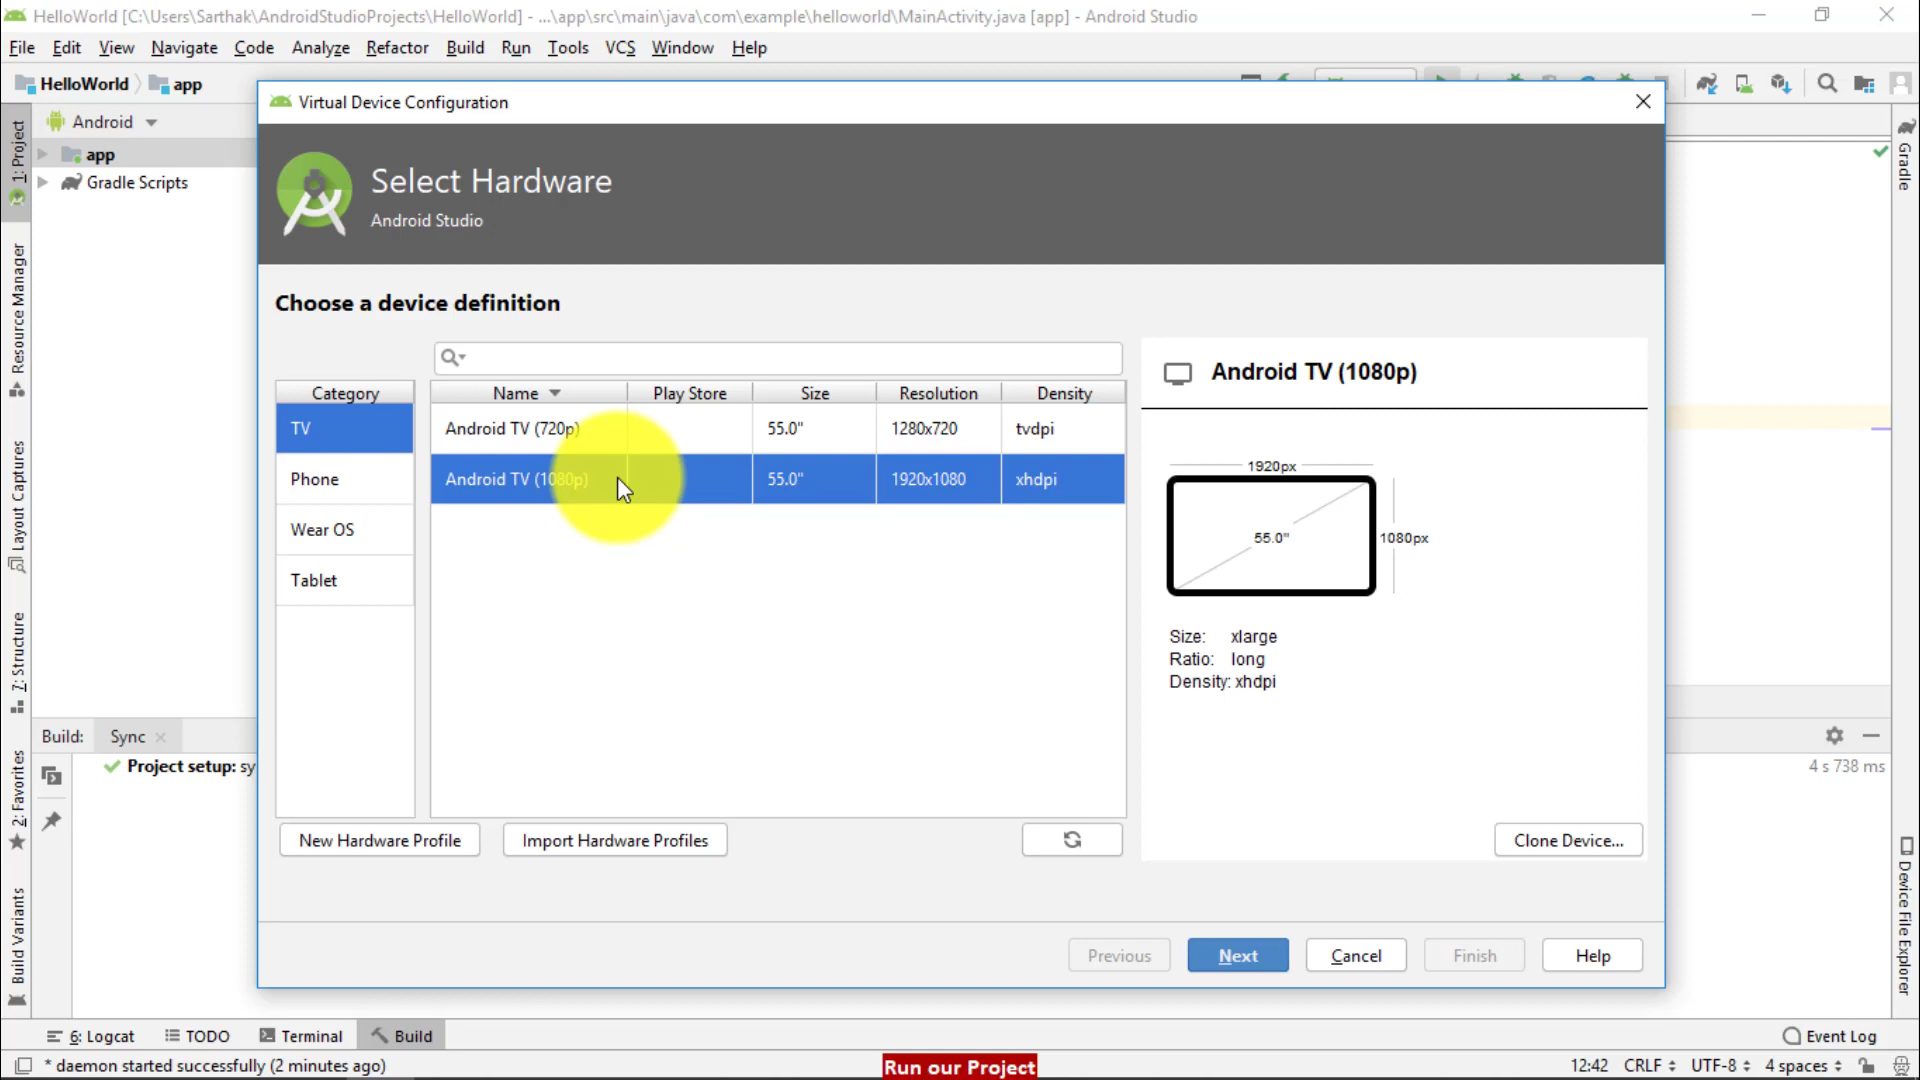 HelloWorld [C:\Users\Sarthak\AndroidStudioProjects\HelloWorld] - ...\app\src\main\java\com\example\helloworld\MainActivity.java [app] - Android Studio
File Edit View Navigate Code Analyze Refactor Build Run Tools VCS Window Help
HelloWorld app
Virtual Device Configuration
Select Hardware
Android Studio
Choose a device definition
Category
TV
Phone
Wear OS
Tablet
Name Play Store Size Resolution Density
Android TV (720p) 55.0" 1280x720 tvdpi
Android TV (1080p) 55.0" 1920x1080 xhdpi
Android TV (1080p)
1920px
55.0"
1080px
Size: xlarge
Ratio: long
Density: xhdpi
New Hardware Profile Import Hardware Profiles Clone Device...
Previous Next Cancel Finish Help
Android
app
Gradle Scripts
1: Project
Resource Manager
Layout Captures
7: Structure
2: Favorites
Build Variants
Gradle
Device File Explorer
Build: Sync
Project setup: sy
4 s 738 ms
6: Logcat TODO Terminal Build Event Log
* daemon started successfully (2 minutes ago)
Run our Project
12:42 CRLF UTF-8 4 spaces